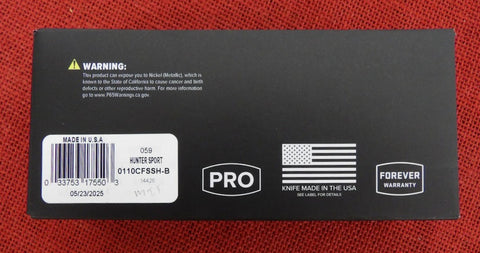 WARNING:
This product can expose you to Nickel (Metallic), which is
known to the State of California to cause cancer and birth
defects or other reproductive harm. For more information
go to www.P65Warnings.ca.gov.
MADE IN U.S.A
059
HUNTER SPORT
0110CFSSH-B
14426
0 33753 17550 3
05/23/2025
PRO
KNIFE MADE IN THE USA
SEE LABEL FOR DETAILS
FOREVER
WARRANTY